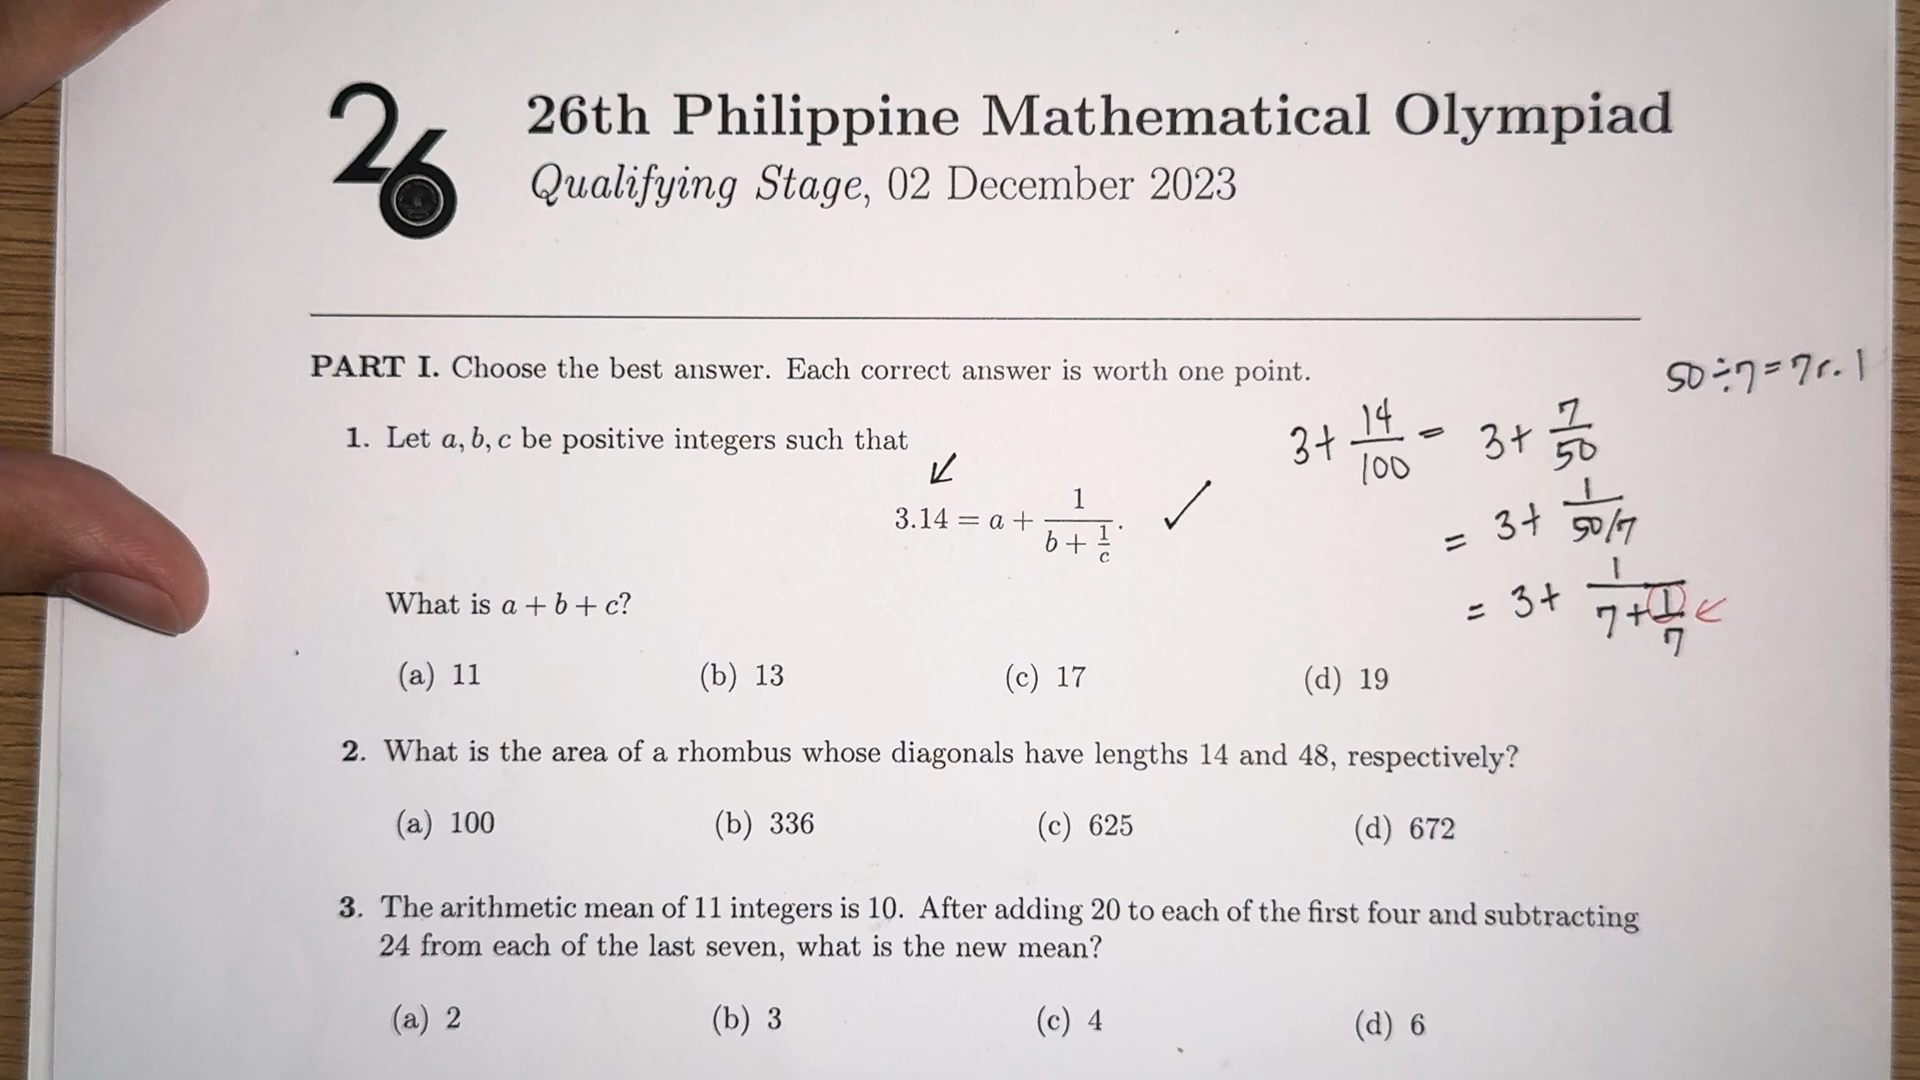 26
26th Philippine Mathematical Olympiad
Qualifying Stage, 02 December 2023
PART I. Choose the best answer. Each correct answer is worth one point.
50÷7=7r.1
1. Let a, b, c be positive integers such that
3+14/100 = 3+7/50
3.14 = a + 1/(b + 1/c).
= 3+1/(50/7)
What is a + b + c?
= 3+1/(7+1/7)
(a) 11 (b) 13 (c) 17 (d) 19
2. What is the area of a rhombus whose diagonals have lengths 14 and 48, respectively?
(a) 100 (b) 336 (c) 625 (d) 672
3. The arithmetic mean of 11 integers is 10. After adding 20 to each of the first four and subtracting
24 from each of the last seven, what is the new mean?
(a) 2 (b) 3 (c) 4 (d) 6